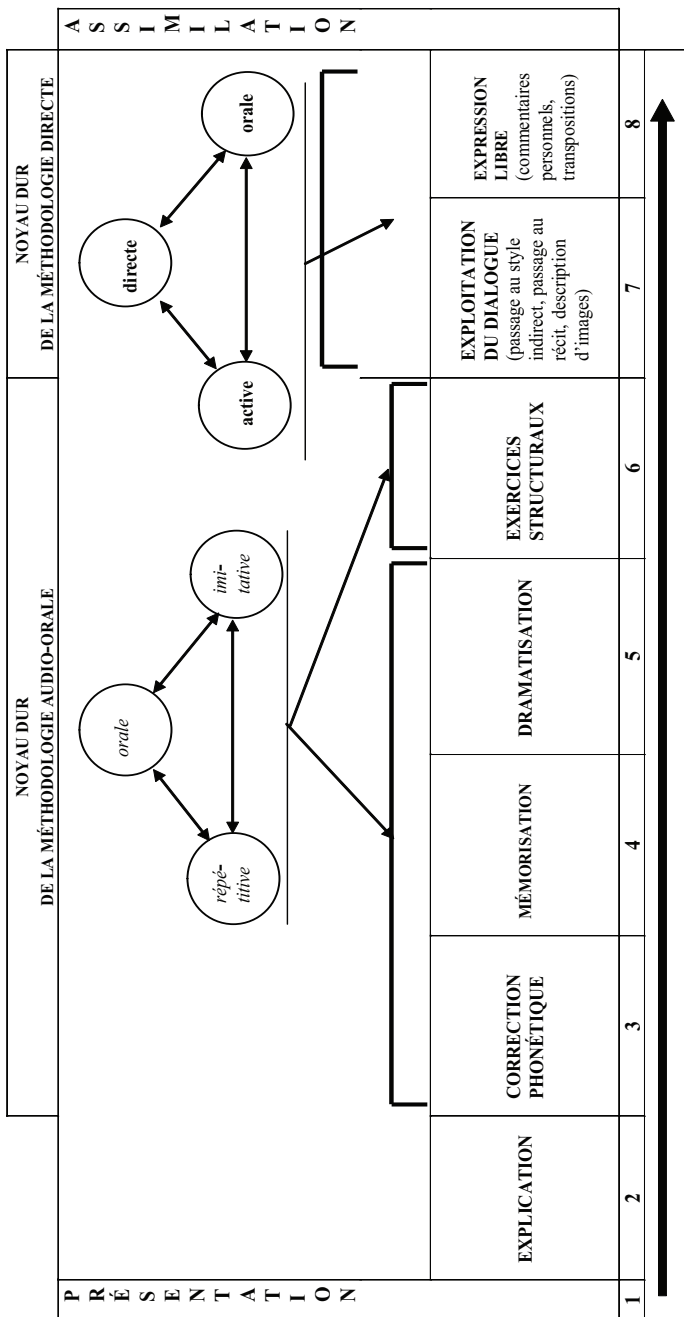 NOYAU DUR
DE LA MÉTHODOLOGIE AUDIO-ORALE
NOYAU DUR
DE LA MÉTHODOLOGIE DIRECTE
P
R
É
S
E
N
T
A
T
I
O
N
orale
répé-
titive
imi-
tative
directe
active
orale
A
S
S
I
M
I
L
A
T
I
O
N
EXPLICATION
CORRECTION
PHONÉTIQUE
MÉMORISATION
DRAMATISATION
EXERCICES
STRUCTURAUX
EXPLOITATION
DU DIALOGUE
(passage au style
indirect, passage au
récit, description
d’images)
EXPRESSION
LIBRE
(commentaires
personnels,
transpositions)
1
2
3
4
5
6
7
8